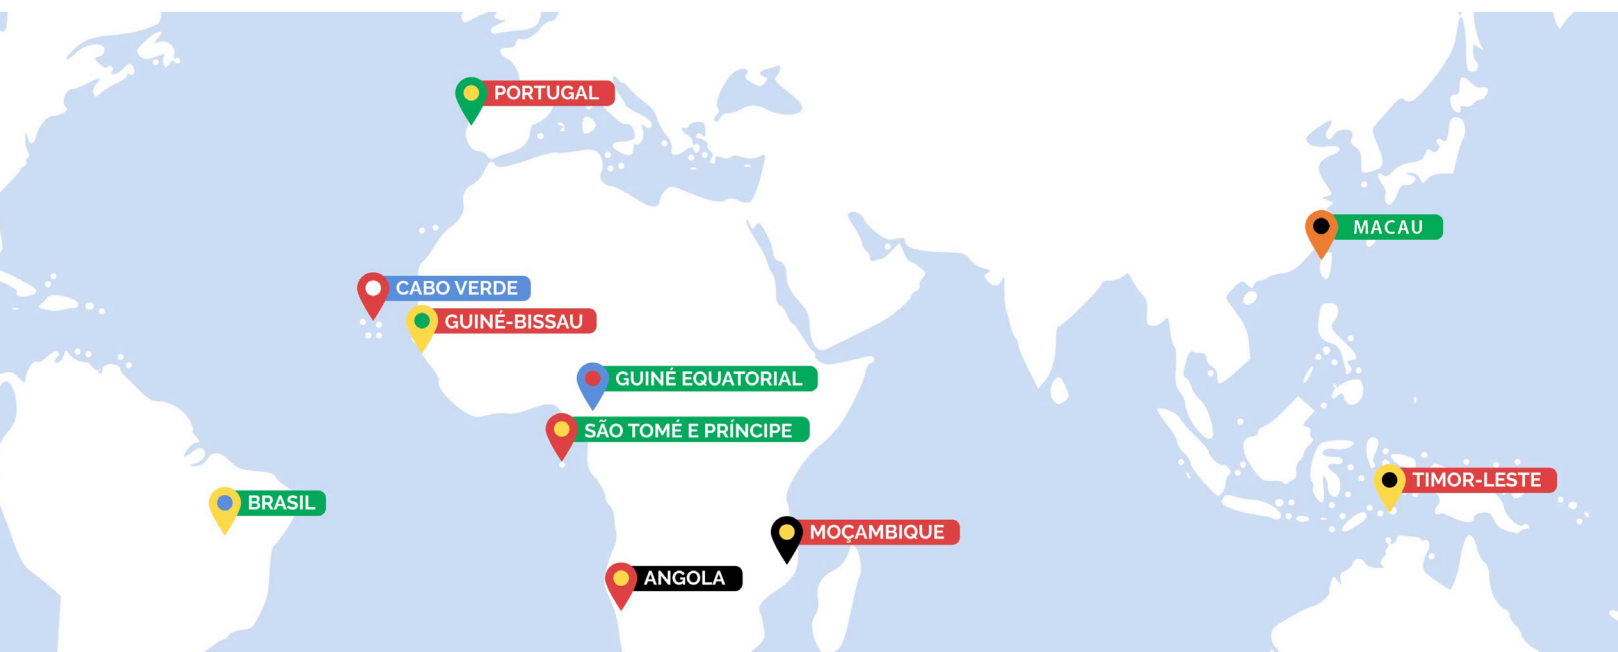 PORTUGAL
MACAU
CABO VERDE
GUINÉ-BISSAU
GUINÉ EQUATORIAL
SÃO TOMÉ E PRÍNCIPE
TIMOR-LESTE
BRASIL
MOÇAMBIQUE
ANGOLA